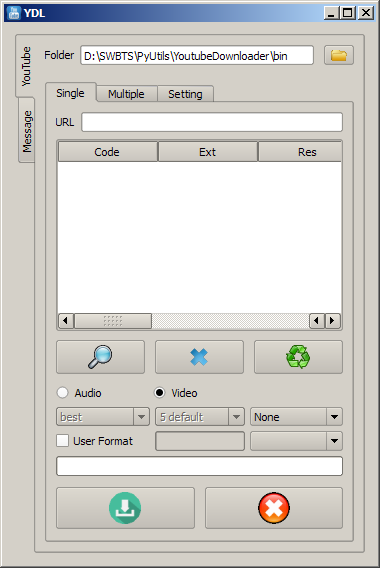 YDL
YouTube
Message
Folder D:\SWBTS\PyUtils\YoutubeDownloader\bin
Single Multiple Setting
URL
Code Ext Res
Audio Video
best 5 default None
User Format